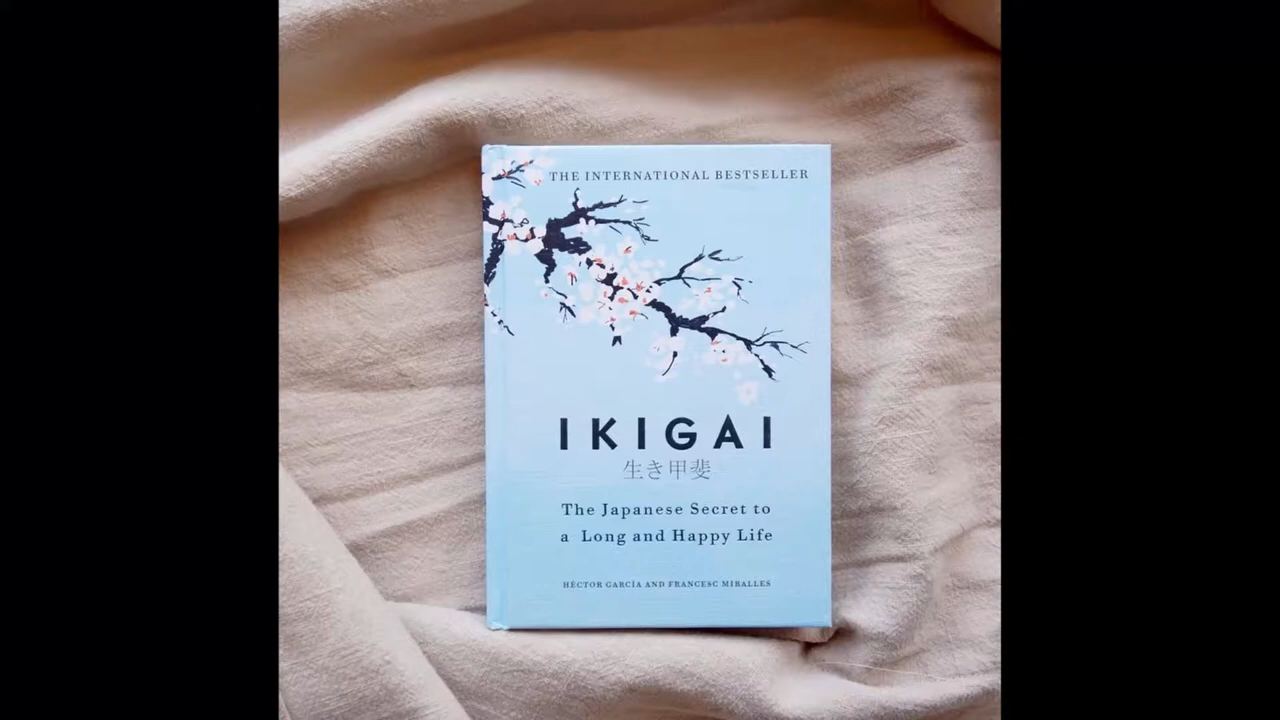 THE INTERNATIONAL BESTSELLER
IKIGAI
生き甲斐
The Japanese Secret to
a Long and Happy Life
HÉCTOR GARCÍA AND FRANCESC MIRALLES